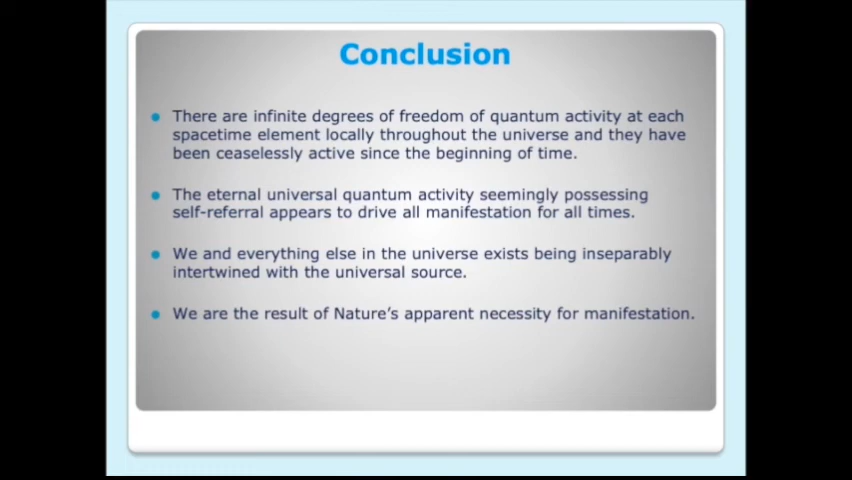 Conclusion
There are infinite degrees of freedom of quantum activity at each
spacetime element locally throughout the universe and they have
been ceaselessly active since the beginning of time.
The eternal universal quantum activity seemingly possessing
self-referral appears to drive all manifestation for all times.
We and everything else in the universe exists being inseparably
intertwined with the universal source.
We are the result of Nature’s apparent necessity for manifestation.